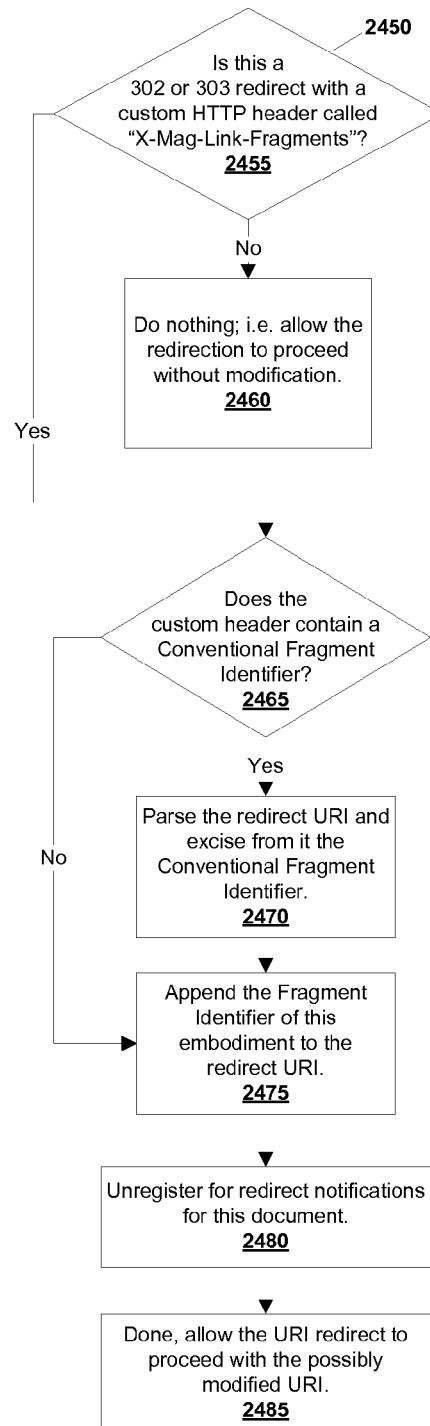 2450
Is this a
302 or 303 redirect with a
custom HTTP header called
“X-Mag-Link-Fragments”?
2455
No
Do nothing; i.e. allow the
redirection to proceed
without modification.
2460
Yes
Does the
custom header contain a
Conventional Fragment
Identifier?
2465
Yes
Parse the redirect URI and
excise from it the
Conventional Fragment
Identifier.
2470
No
Append the Fragment
Identifier of this
embodiment to the
redirect URI.
2475
Unregister for redirect notifications
for this document.
2480
Done, allow the URI redirect to
proceed with the possibly
modified URI.
2485